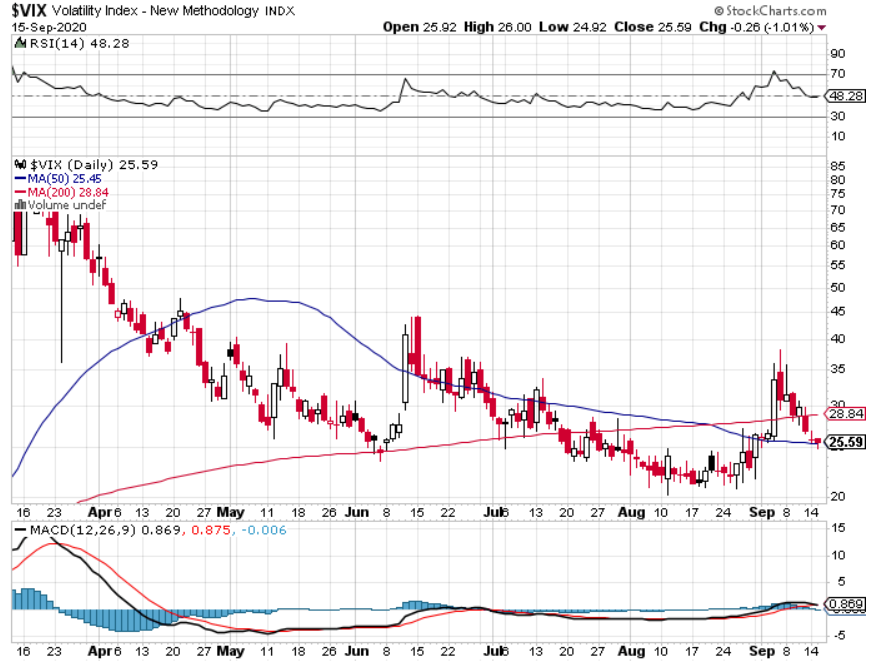 $VIX Volatility Index - New Methodology INDX
© StockCharts.com
15-Sep-2020
Open 25.92 High 26.00 Low 24.92 Close 25.59 Chg -0.26 (-1.01%)
RSI(14) 48.28
90
70
48.28
30
10
$VIX (Daily) 25.59
MA(50) 25.45
MA(200) 28.84
Volume undef
85
80
75
70
65
60
55
50
45
40
35
30
28.84
25.59
20
16 23 Apr 6 13 20 27 May 11 18 26 Jun 8 15 22 Jul 6 13 20 27 Aug 10 17 24 Sep 8 14
MACD(12,26,9) 0.869, 0.875, -0.006
15
10
5
0.869
-5
16 23 Apr 6 13 20 27 May 11 18 26 Jun 8 15 22 Jul 6 13 20 27 Aug 10 17 24 Sep 8 14